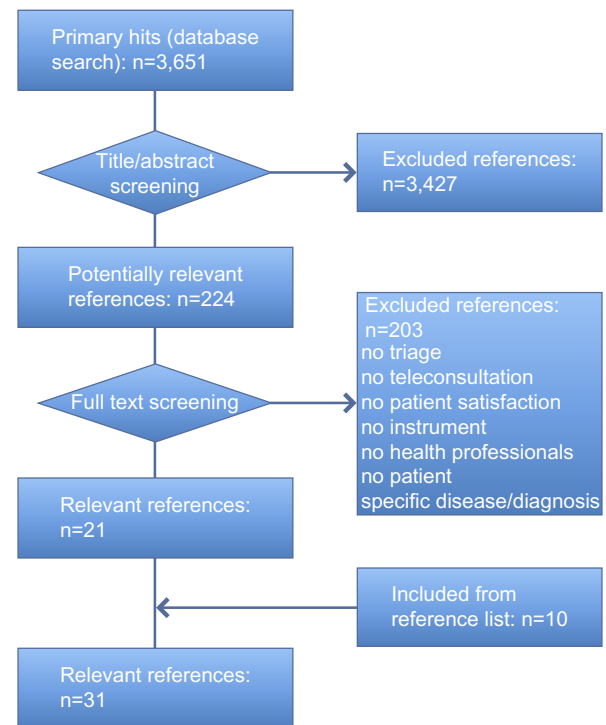 Primary hits (database
search): n=3,651
Title/abstract
screening
Excluded references:
n=3,427
Potentially relevant
references: n=224
Excluded references:
n=203
no triage
no teleconsultation
no patient satisfaction
no instrument
no health professionals
no patient
specific disease/diagnosis
Full text screening
Relevant references:
n=21
Included from
reference list: n=10
Relevant references:
n=31